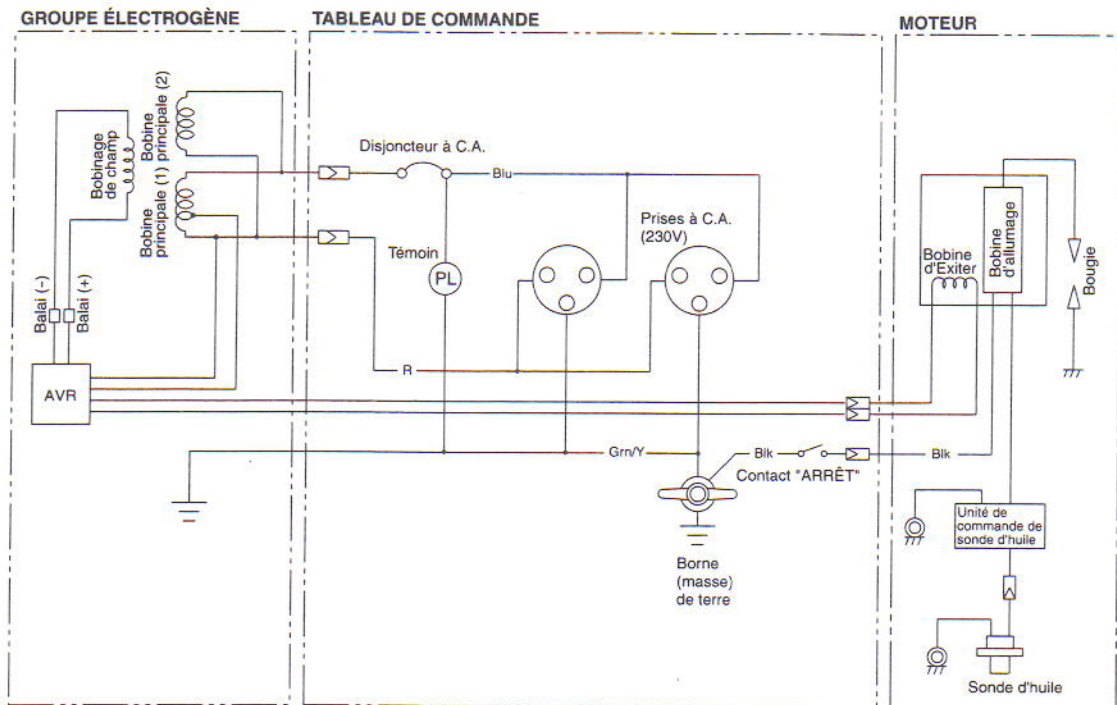 GROUPE ÉLECTROGÈNE
TABLEAU DE COMMANDE
MOTEUR
Bobinage
de champ
Bobine
principale (2)
Bobine
principale (1)
Balai (−)
Balai (+)
AVR
Disjoncteur à C.A.
Blu
Témoin
PL
Prises à C.A.
(230V)
R
Grn/Y
Blk
Contact "ARRÊT"
Blk
Borne
(masse)
de terre
Bobine
d'Exiter
Bobine
d'allumage
Bougie
Unité de
commande de
sonde d'huile
Sonde d'huile